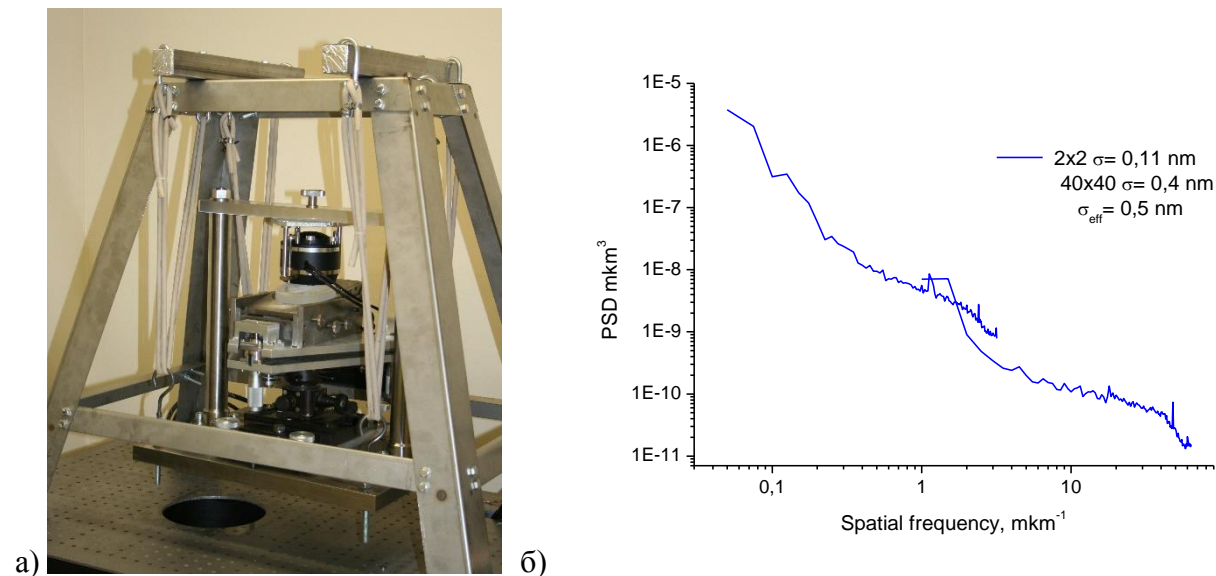 1E-5
1E-6
1E-7
1E-8
1E-9
1E-10
1E-11
PSD mkm³
2x2 σ= 0,11 nm
40x40 σ= 0,4 nm
σeff= 0,5 nm
0,1
1
10
Spatial frequency, mkm⁻¹
а)
б)